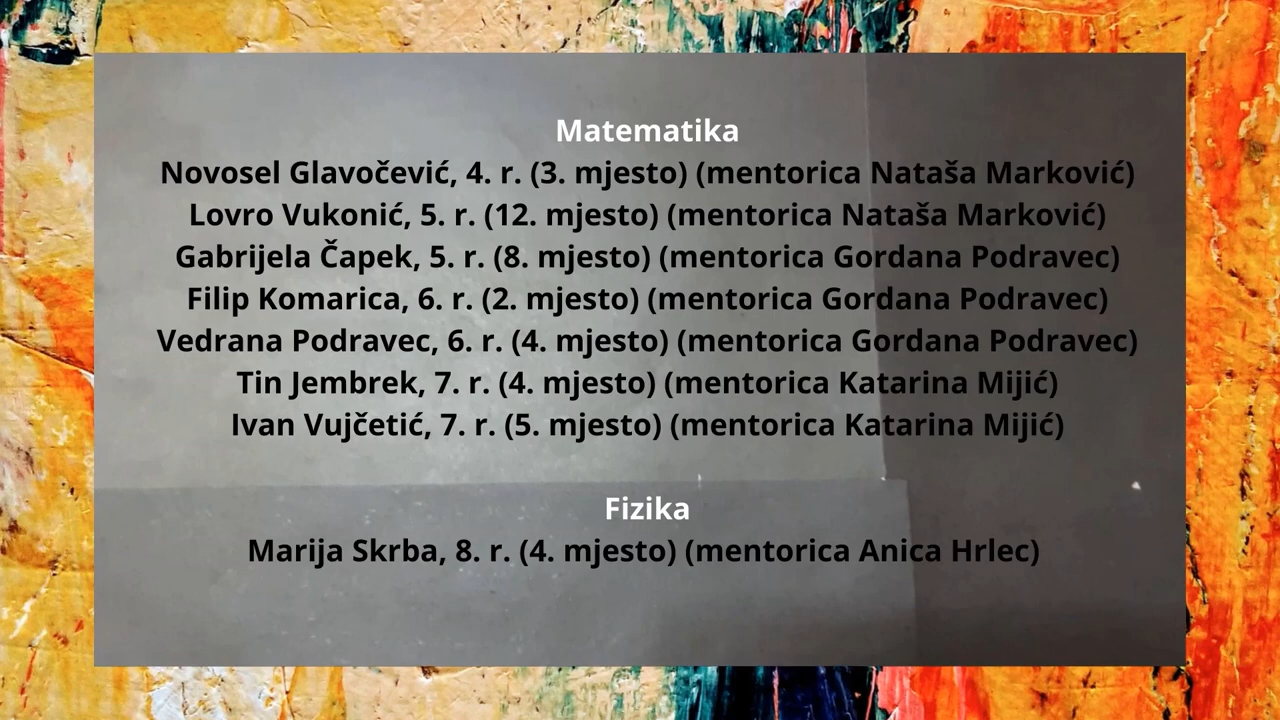 Matematika
Novosel Glavočević, 4. r. (3. mjesto) (mentorica Nataša Marković)
Lovro Vukonić, 5. r. (12. mjesto) (mentorica Nataša Marković)
Gabrijela Čapek, 5. r. (8. mjesto) (mentorica Gordana Podravec)
Filip Komarica, 6. r. (2. mjesto) (mentorica Gordana Podravec)
Vedrana Podravec, 6. r. (4. mjesto) (mentorica Gordana Podravec)
Tin Jembrek, 7. r. (4. mjesto) (mentorica Katarina Mijić)
Ivan Vujčetić, 7. r. (5. mjesto) (mentorica Katarina Mijić)
Fizika
Marija Skrba, 8. r. (4. mjesto) (mentorica Anica Hrlec)